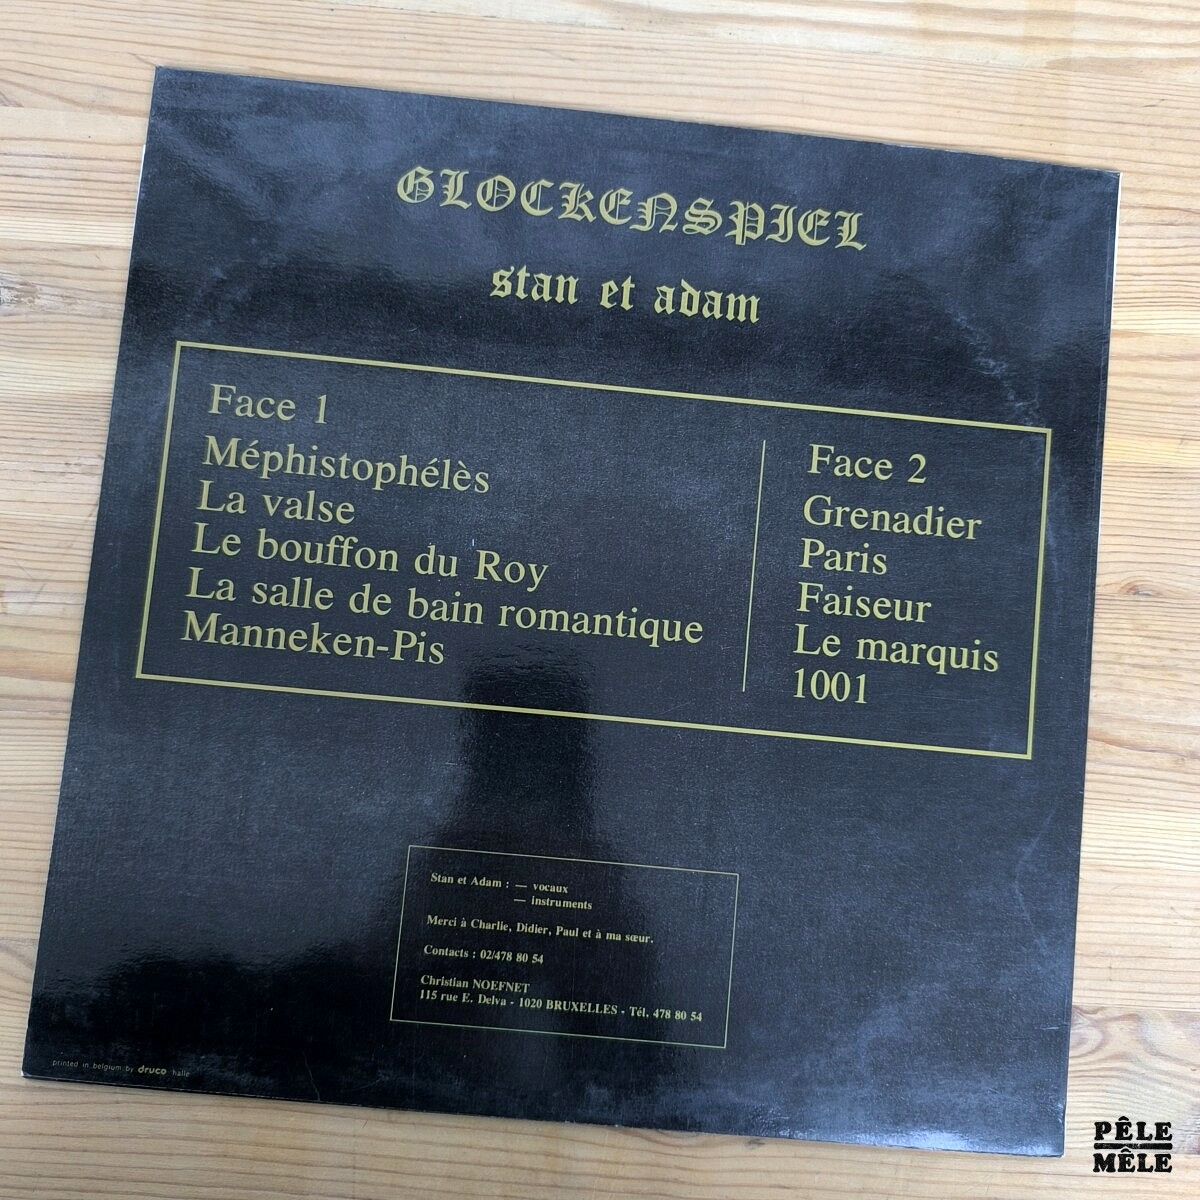 GLOCKENSPIEL
stan et adam
Face 1
Méphistophélès
La valse
Le bouffon du Roy
La salle de bain romantique
Manneken-Pis
Face 2
Grenadier
Paris
Faiseur
Le marquis
1001
Stan et Adam : — vocaux
— instruments
Merci à Charlie, Didier, Paul et à ma sœur.
Contacts : 02/478 80 54
Christian NOEFNET
115 rue E. Delva - 1020 BRUXELLES - Tél. 478 80 54
printed in belgium by druco halle
PÊLE
MÊLE